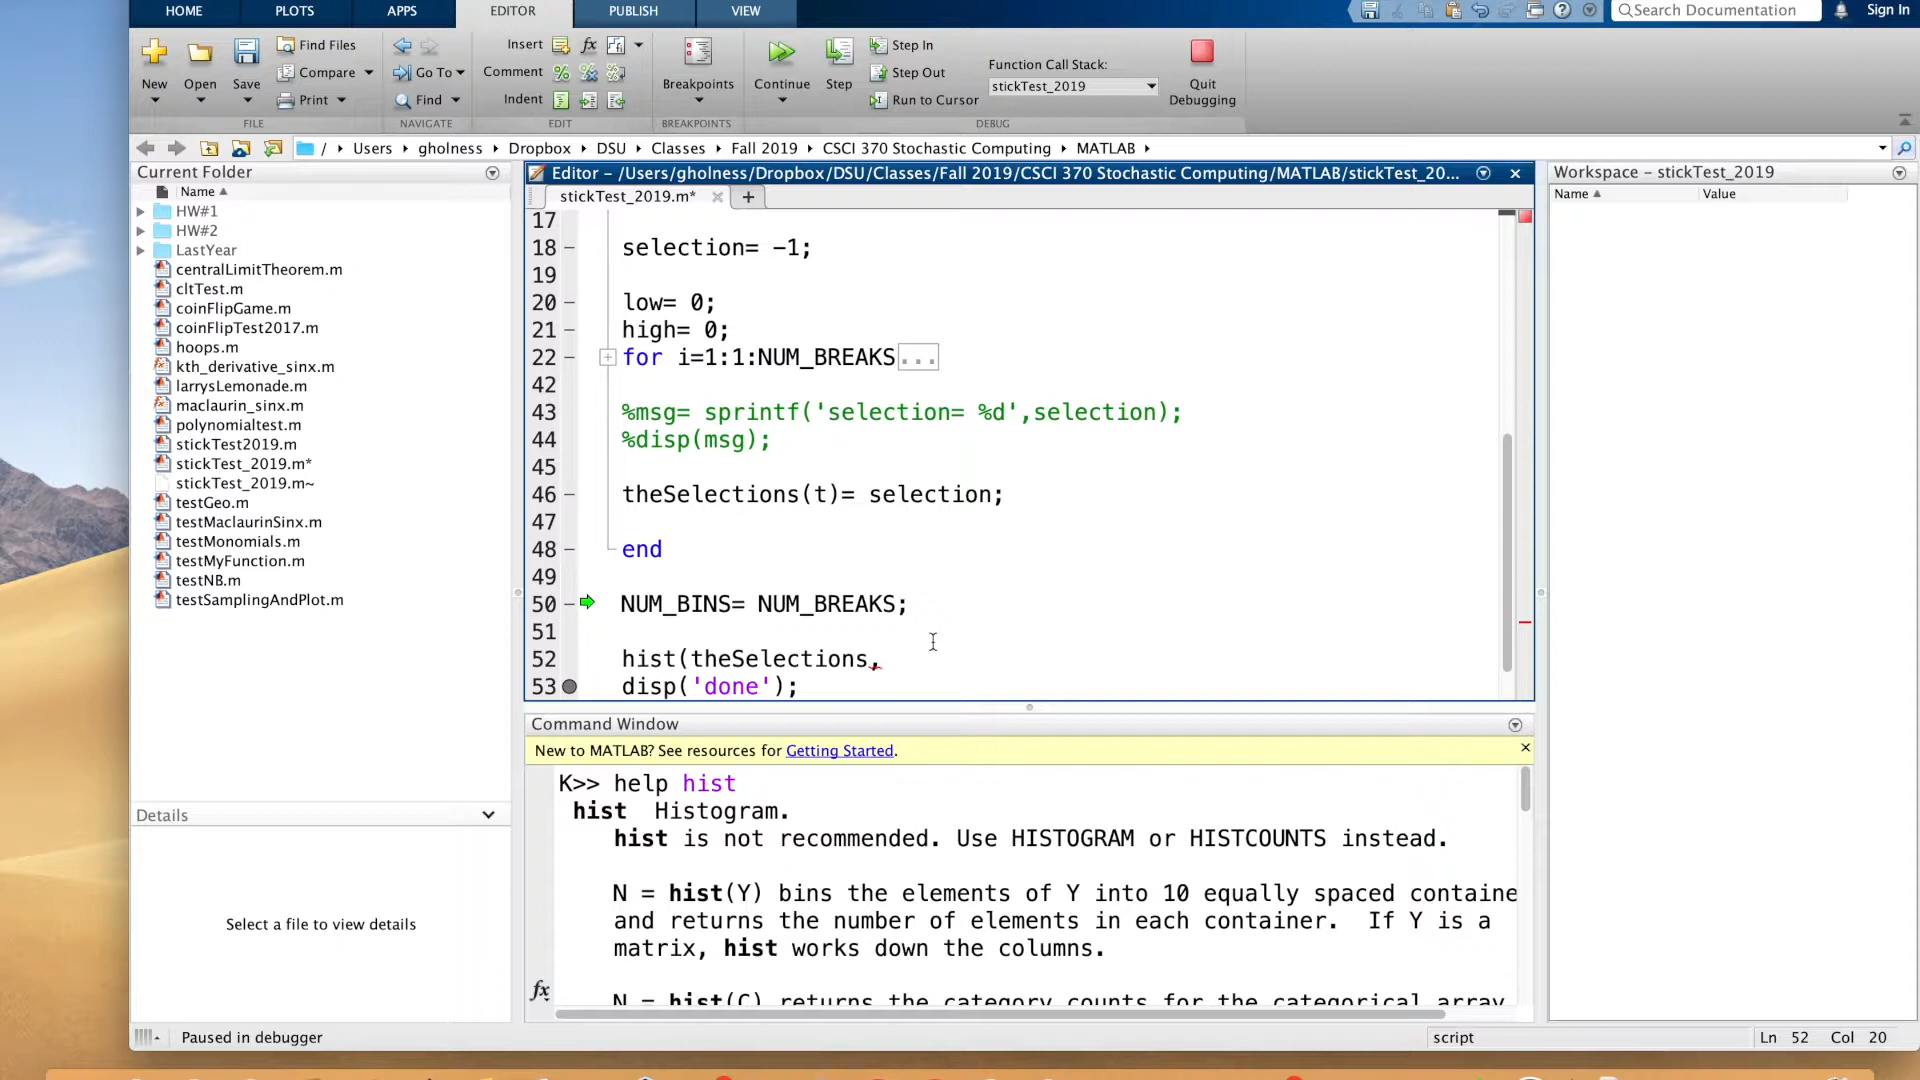 HOME PLOTS APPS EDITOR PUBLISH VIEW Search Documentation Sign In
New Open Save Find Files Compare Print Go To Find Insert Comment Indent Breakpoints Continue Step Step In Step Out Run to Cursor Function Call Stack: stickTest_2019 Quit Debugging
FILE NAVIGATE EDIT BREAKPOINTS DEBUG
/ Users gholness Dropbox DSU Classes Fall 2019 CSCI 370 Stochastic Computing MATLAB
Current Folder
Name
HW#1
HW#2
LastYear
centralLimitTheorem.m
cltTest.m
coinFlipGame.m
coinFlipTest2017.m
hoops.m
kth_derivative_sinx.m
larrysLemonade.m
maclaurin_sinx.m
polynomialtest.m
stickTest2019.m
stickTest_2019.m*
stickTest_2019.m~
testGeo.m
testMaclaurinSinx.m
testMonomials.m
testMyFunction.m
testNB.m
testSamplingAndPlot.m
Details
Select a file to view details
Editor - /Users/gholness/Dropbox/DSU/Classes/Fall 2019/CSCI 370 Stochastic Computing/MATLAB/stickTest_20...
stickTest_2019.m*
17
18 selection= -1;
19
20 low= 0;
21 high= 0;
22 for i=1:1:NUM_BREAKS...
42
43 %msg= sprintf('selection= %d',selection);
44 %disp(msg);
45
46 theSelections(t)= selection;
47
48 end
49
50 NUM_BINS= NUM_BREAKS;
51
52 hist(theSelections,
53 disp('done');
Command Window
New to MATLAB? See resources for Getting Started.
K>> help hist
hist Histogram.
hist is not recommended. Use HISTOGRAM or HISTCOUNTS instead.
N = hist(Y) bins the elements of Y into 10 equally spaced containe
and returns the number of elements in each container. If Y is a
matrix, hist works down the columns.
N = hist(C) returns the category counts for the categorical array
fx
Workspace - stickTest_2019
Name Value
Paused in debugger
script
Ln 52 Col 20